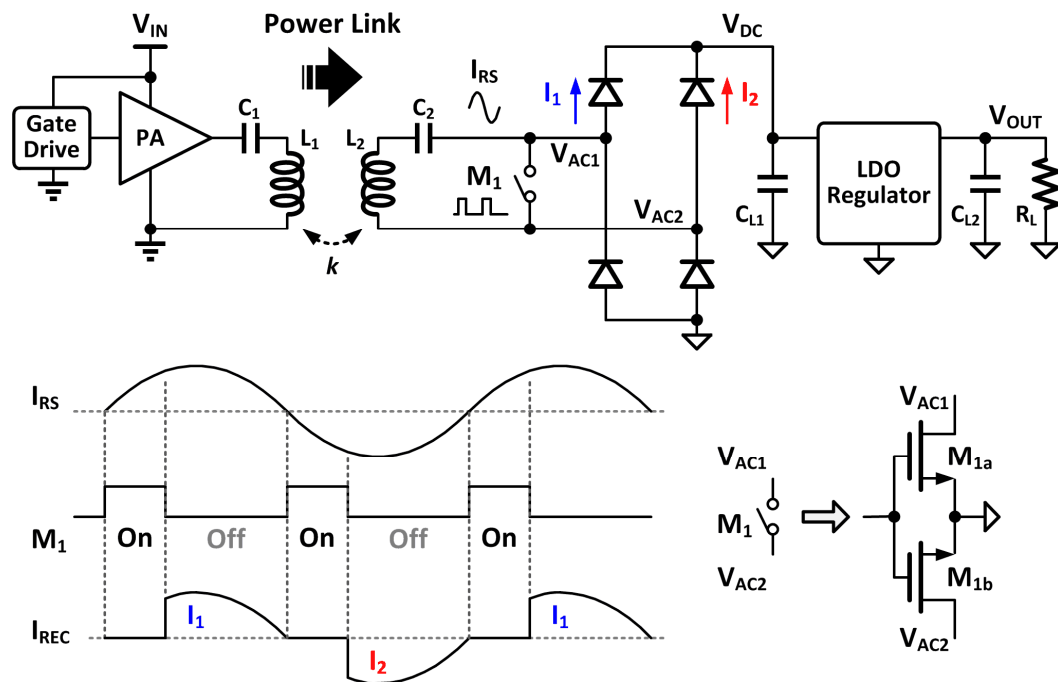 V_IN
Power Link
V_DC
I_RS
I_1
I_2
Gate
Drive
PA
C_1
L_1
L_2
C_2
V_AC1
V_OUT
LDO
Regulator
M_1
V_AC2
C_L1
C_L2
R_L
k
I_RS
M_1
On
Off
On
Off
On
I_REC
I_1
I_2
I_1
V_AC1
M_1
V_AC2
V_AC1
M_1a
M_1b
V_AC2